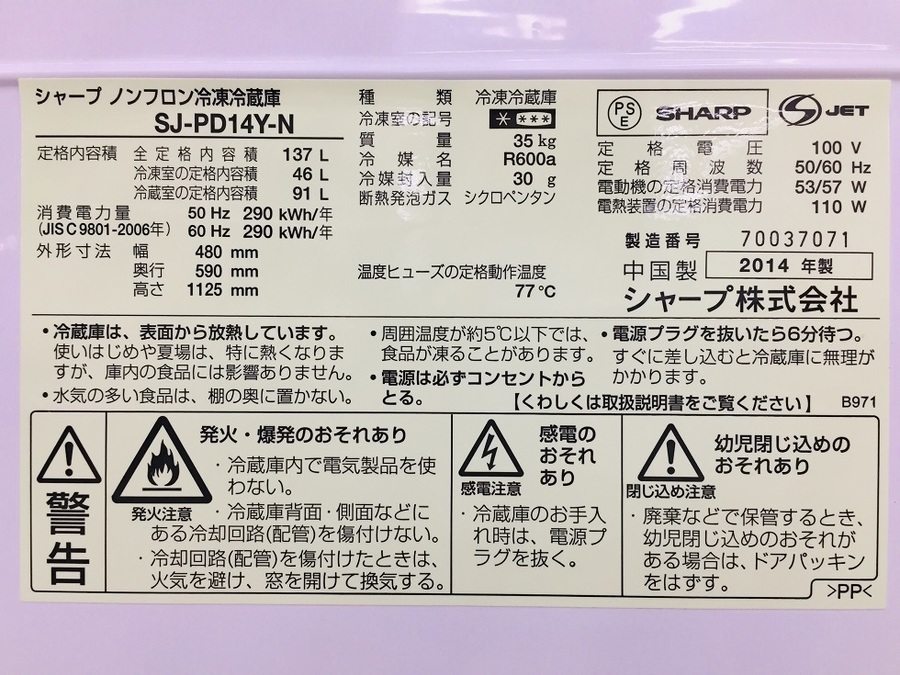 シャープ ノンフロン冷凍冷蔵庫
SJ-PD14Y-N
定格内容積 全定格内容積 137 L
冷凍室の定格内容積 46 L
冷蔵室の定格内容積 91 L
消費電力量 50 Hz 290 kWh/年
(JIS C 9801-2006年) 60 Hz 290 kWh/年
外形寸法 幅 480 mm
奥行 590 mm
高さ 1125 mm
種類 冷凍冷蔵庫
冷凍室の記号 * ***
質量 35 kg
冷媒名 R600a
冷媒封入量 30 g
断熱発泡ガス シクロペンタン
温度ヒューズの定格動作温度
77℃
PSE SHARP JET
定格電圧 100 V
定格周波数 50/60 Hz
電動機の定格消費電力 53/57 W
電熱装置の定格消費電力 110 W
製造番号 70037071
中国製 2014 年製
シャープ株式会社
・冷蔵庫は、表面から放熱しています。
使いはじめや夏場は、特に熱くなりま
すが、庫内の食品には影響ありません。
・水気の多い食品は、棚の奥に置かない。
・周囲温度が約5℃以下では、
食品が凍ることがあります。
・電源は必ずコンセントから
とる。
・電源プラグを抜いたら6分待つ。
すぐに差し込むと冷蔵庫に無理が
かかります。
【くわしくは取扱説明書をご覧ください】 B971
警告
発火注意
発火・爆発のおそれあり
・冷蔵庫内で電気製品を使
わない。
・冷蔵庫背面・側面などに
ある冷却回路(配管)を傷付けない。
・冷却回路(配管)を傷付けたときは、
火気を避け、窓を開けて換気する。
感電注意
感電の
おそれ
あり
・冷蔵庫のお手入
れ時は、電源プ
ラグを抜く。
閉じ込め注意
幼児閉じ込めの
おそれあり
・廃棄などで保管するとき、
幼児閉じ込めのおそれが
ある場合は、ドアパッキン
をはずす。
>PP<